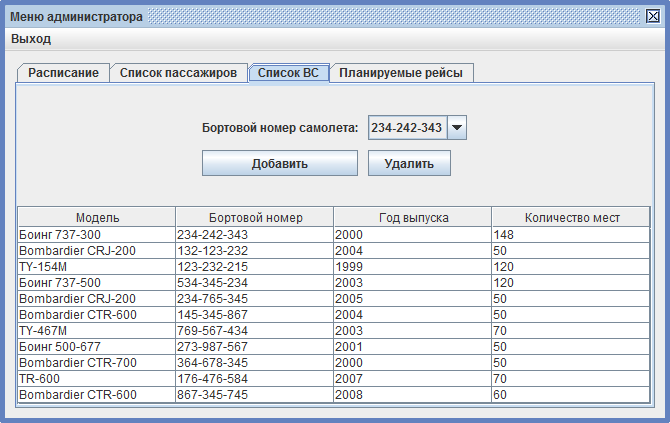 Меню администратора
Выход
Расписание Список пассажиров Список ВС Планируемые рейсы
Бортовой номер самолета: 234-242-343
Добавить Удалить
Модель Бортовой номер Год выпуска Количество мест
Боинг 737-300 234-242-343 2000 148
Bombardier CRJ-200 132-123-232 2004 50
TY-154M 123-232-215 1999 120
Боинг 737-500 534-345-234 2003 120
Bombardier CRJ-200 234-765-345 2005 50
Bombardier CTR-600 145-345-867 2004 50
TY-467M 769-567-434 2003 70
Боинг 500-677 273-987-567 2001 50
Bombardier CTR-700 364-678-345 2000 50
TR-600 176-476-584 2007 70
Bombardier CTR-600 867-345-745 2008 60